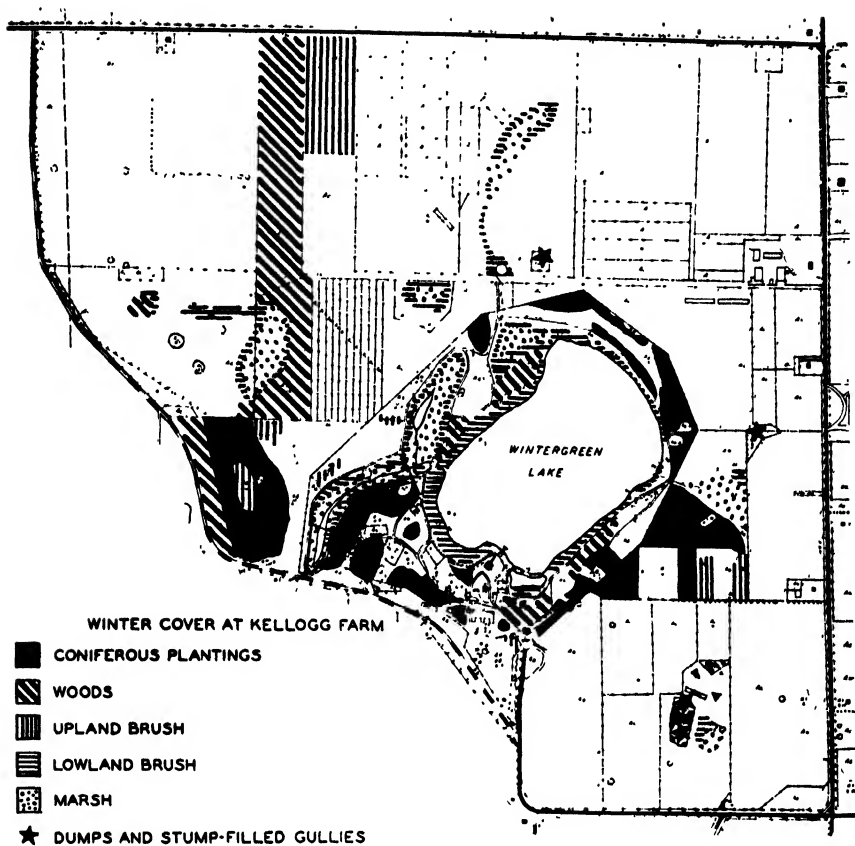 WINTERGREEN
LAKE
WINTER COVER AT KELLOGG FARM
CONIFEROUS PLANTINGS
WOODS
UPLAND BRUSH
LOWLAND BRUSH
MARSH
DUMPS AND STUMP-FILLED GULLIES